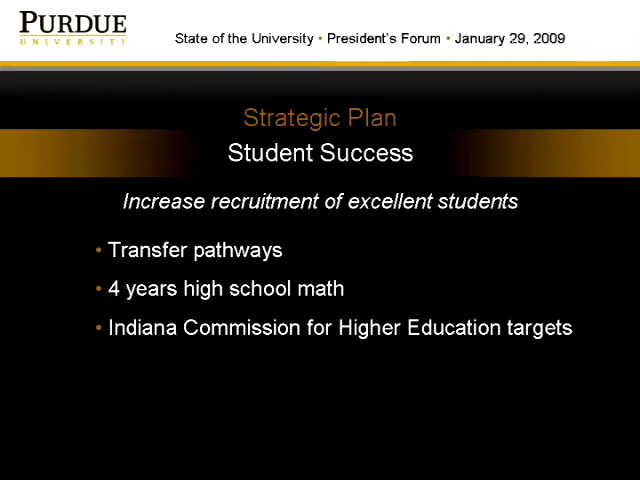 PURDUE
UNIVERSITY
State of the University • President's Forum • January 29, 2009
Strategic Plan
Student Success
Increase recruitment of excellent students
• Transfer pathways
• 4 years high school math
• Indiana Commission for Higher Education targets